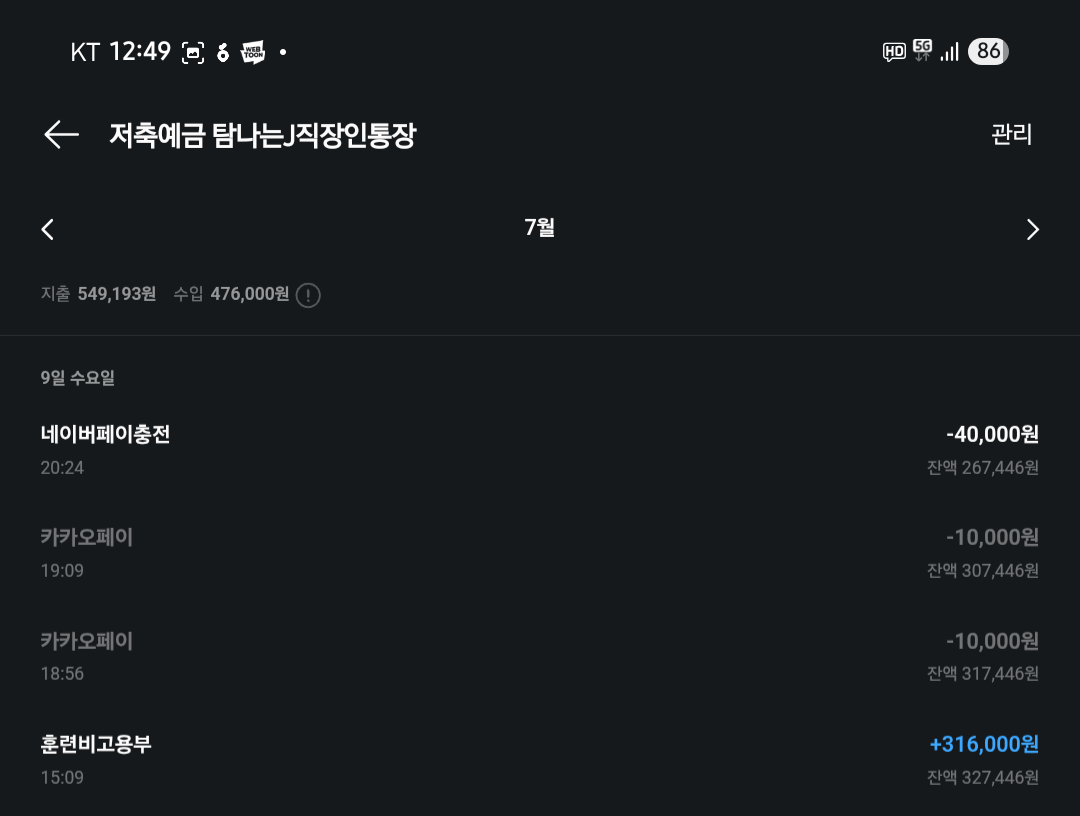 KT 12:49 WEB TOON HD 5G 86
저축예금 탐나는J직장인통장 관리
7월
지출 549,193원 수입 476,000원
9일 수요일
네이버페이충전 -40,000원
20:24 잔액 267,446원
카카오페이 -10,000원
19:09 잔액 307,446원
카카오페이 -10,000원
18:56 잔액 317,446원
훈련비고용부 +316,000원
15:09 잔액 327,446원